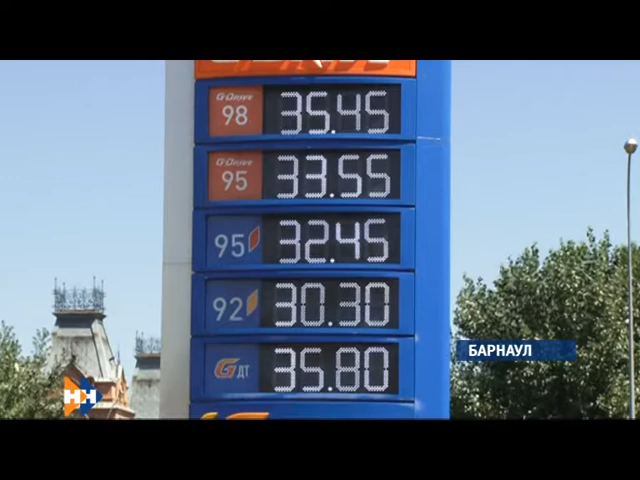 G-DRIVE
98 35.45
G-DRIVE
95 33.55
95 32.45
92 30.30
G ДТ 35.80
БАРНАУЛ
НН